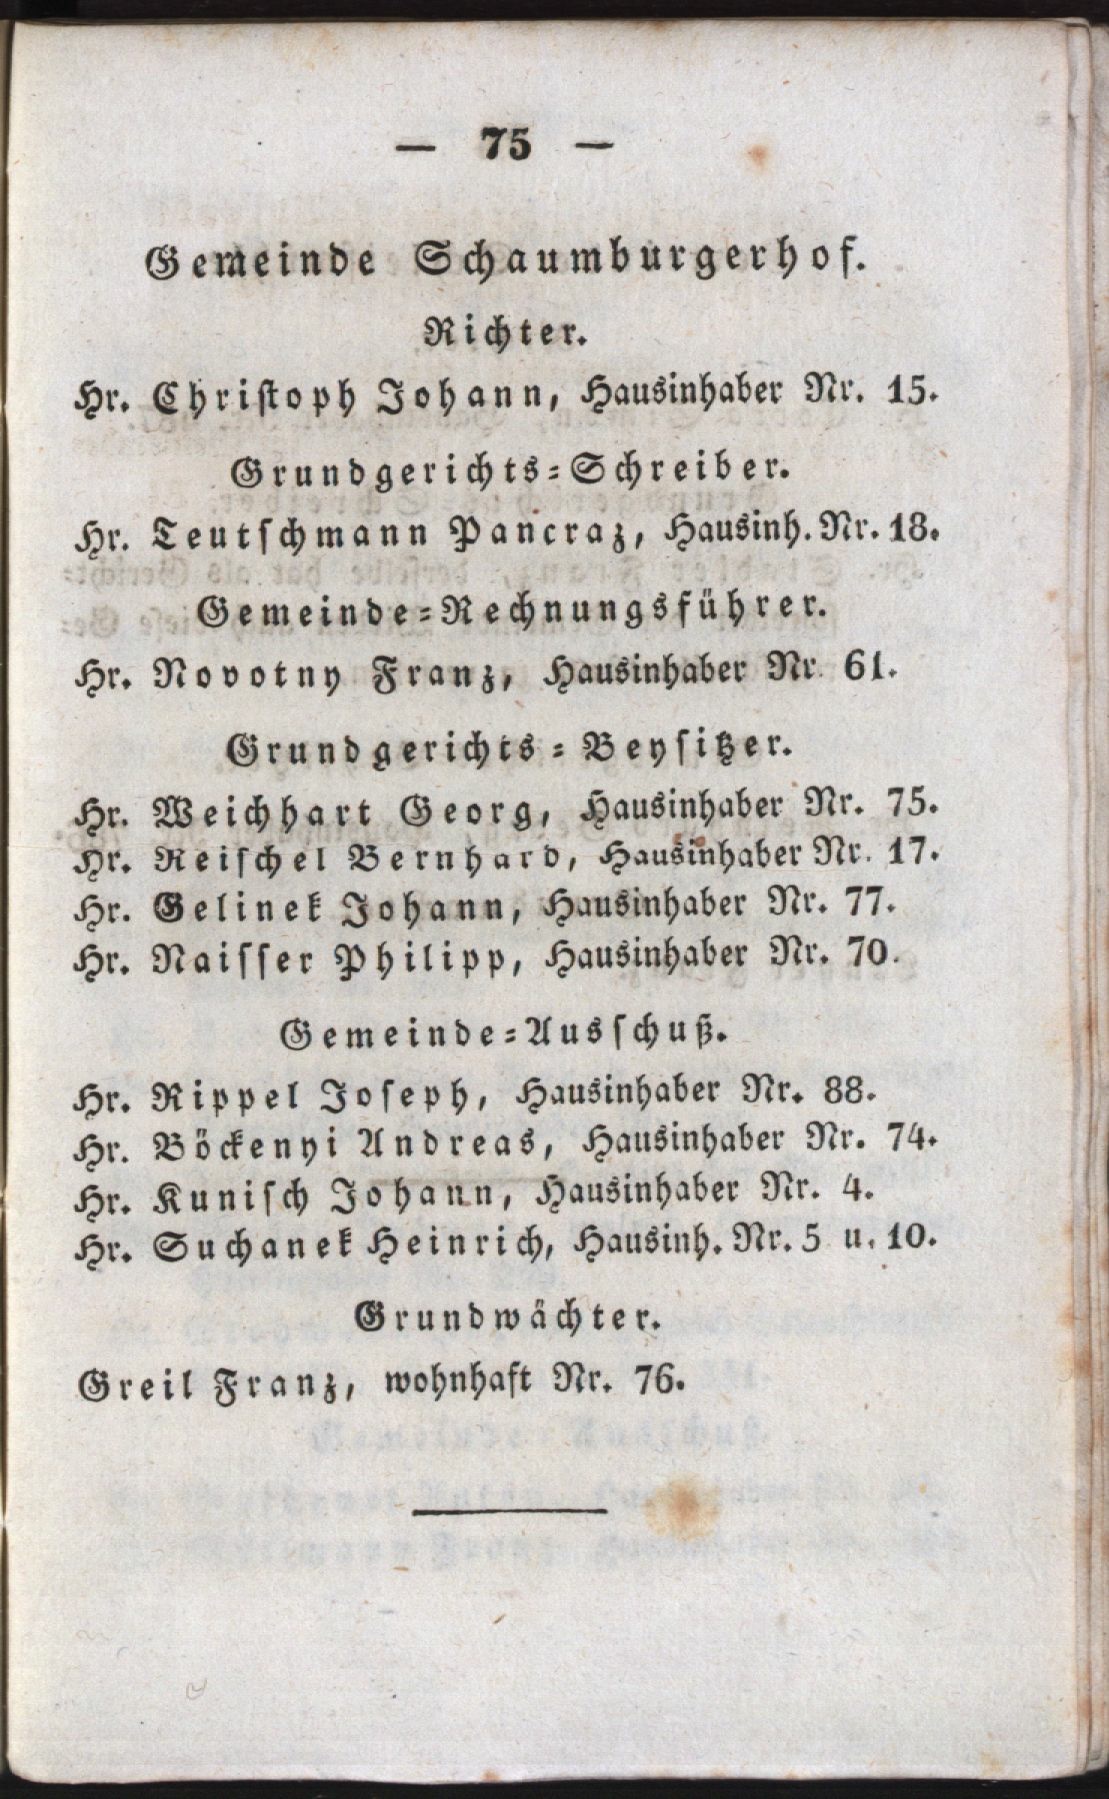 — 75 —
Gemeinde Schaumburgerhof.
Richter.
Hr. Christoph Johann, Hausinhaber Nr. 15.
Grundgerichts-Schreiber.
Hr. Teutschmann Pancraz, Hausinh. Nr. 18.
Gemeinde-Rechnungsführer.
Hr. Novotny Franz, Hausinhaber Nr. 61.
Grundgerichts-Beysitzer.
Hr. Weichhart Georg, Hausinhaber Nr. 75.
Hr. Reischel Bernhard, Hausinhaber Nr. 17.
Hr. Gelinek Johann, Hausinhaber Nr. 77.
Hr. Naisser Philipp, Hausinhaber Nr. 70.
Gemeinde-Ausschuß.
Hr. Rippel Joseph, Hausinhaber Nr. 88.
Hr. Böckenyi Andreas, Hausinhaber Nr. 74.
Hr. Kunisch Johann, Hausinhaber Nr. 4.
Hr. Suchanek Heinrich, Hausinh. Nr. 5 u. 10.
Grundwächter.
Greil Franz, wohnhaft Nr. 76.